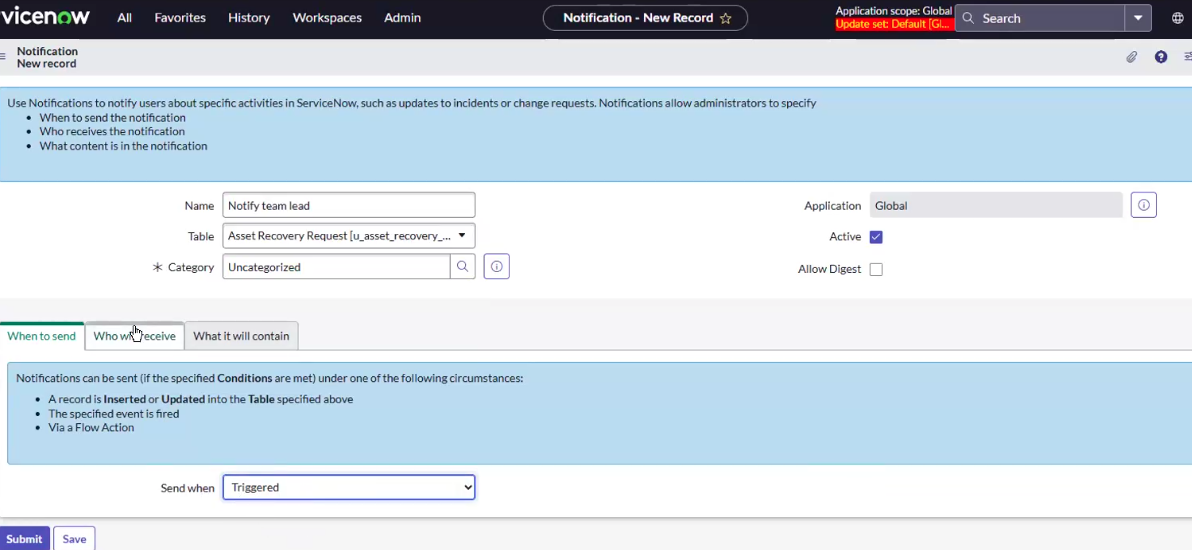 vicenow All Favorites History Workspaces Admin Notification - New Record Application scope: Global Search
Update set: Default [Gl...
Notification
New record
Use Notifications to notify users about specific activities in ServiceNow, such as updates to incidents or change requests. Notifications allow administrators to specify
• When to send the notification
• Who receives the notification
• What content is in the notification
Name Notify team lead Application Global
Table Asset Recovery Request [u_asset_recovery_... Active
* Category Uncategorized Allow Digest
When to send Who receive What it will contain
Notifications can be sent (if the specified Conditions are met) under one of the following circumstances:
• A record is Inserted or Updated into the Table specified above
• The specified event is fired
• Via a Flow Action
Send when Triggered
Submit Save